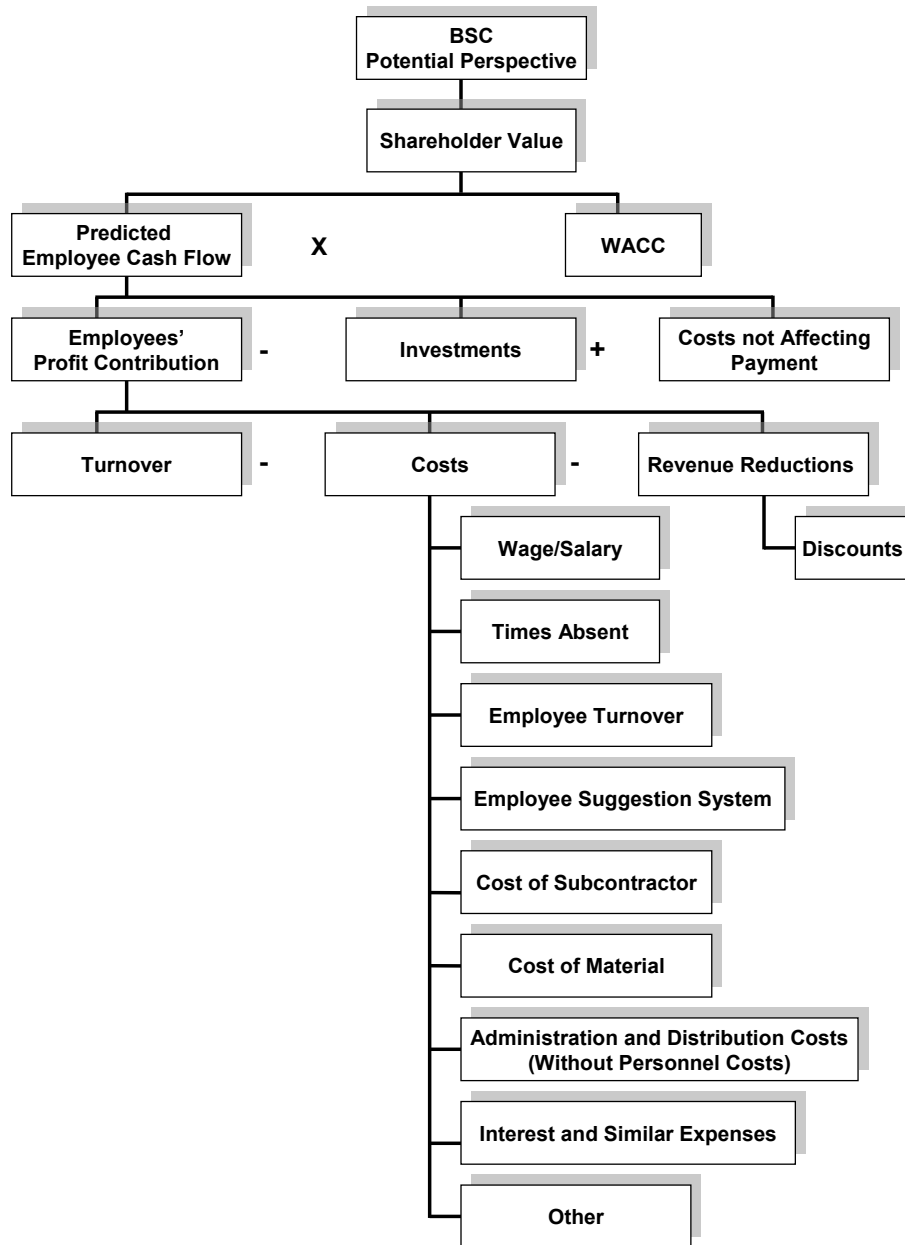 BSC
Potential Perspective
Shareholder Value
Predicted
Employee Cash Flow
X
WACC
Employees’
Profit Contribution
-
Investments
+
Costs not Affecting
Payment
Turnover
-
Costs
-
Revenue Reductions
Wage/Salary
Discounts
Times Absent
Employee Turnover
Employee Suggestion System
Cost of Subcontractor
Cost of Material
Administration and Distribution Costs
(Without Personnel Costs)
Interest and Similar Expenses
Other